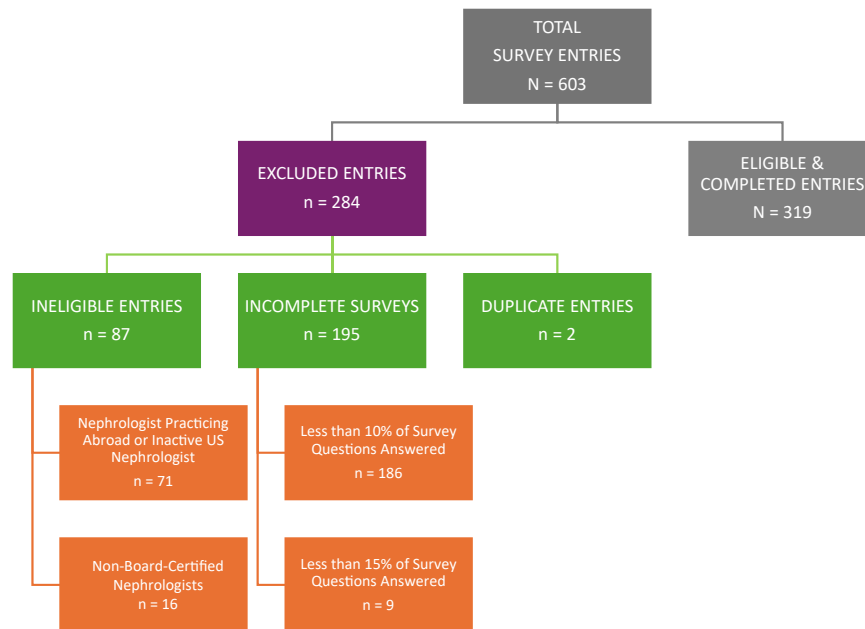 TOTAL
SURVEY ENTRIES
N = 603
EXCLUDED ENTRIES
n = 284
ELIGIBLE &
COMPLETED ENTRIES
N = 319
INELIGIBLE ENTRIES
n = 87
INCOMPLETE SURVEYS
n = 195
DUPLICATE ENTRIES
n = 2
Nephrologist Practicing
Abroad or Inactive US
Nephrologist
n = 71
Less than 10% of Survey
Questions Answered
n = 186
Non-Board-Certified
Nephrologists
n = 16
Less than 15% of Survey
Questions Answered
n = 9